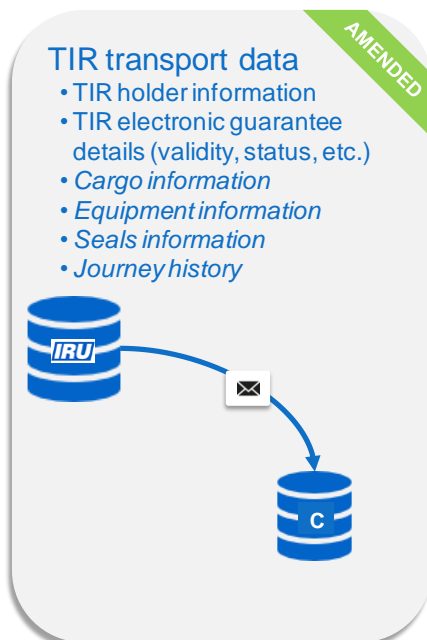 AMENDED
TIR transport data
• TIR holder information
• TIR electronic guarantee
details (validity, status, etc.)
• Cargo information
• Equipment information
• Seals information
• Journey history
IRU
C